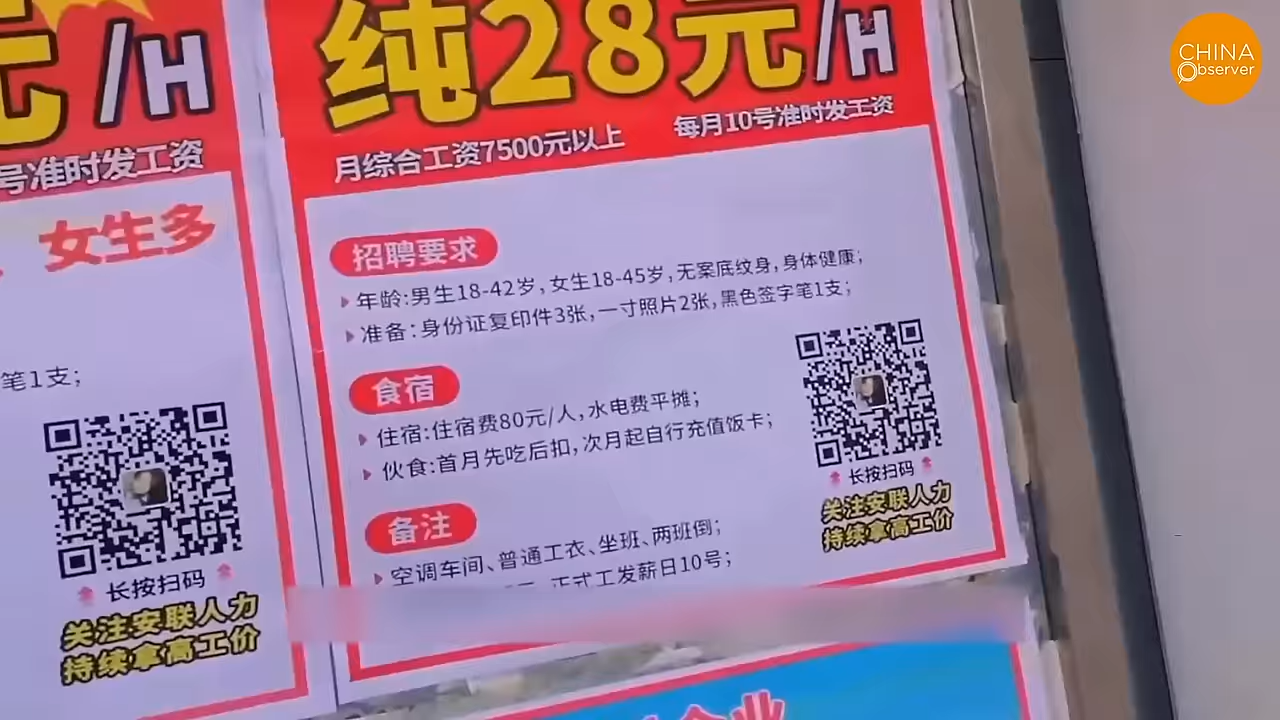 元/H
号准时发工资
女生多
笔1支;
长按扫码
关注安联人力
持续拿高工价
纯28元/H
月综合工资7500元以上 每月10号准时发工资
招聘要求
年龄:男生18-42岁,女生18-45岁,无案底纹身,身体健康;
准备:身份证复印件3张,一寸照片2张,黑色签字笔1支;
食宿
住宿:住宿费80元/人,水电费平摊;
伙食:首月先吃后扣,次月起自行充值饭卡;
长按扫码
关注安联人力
持续拿高工价
备注
空调车间、普通工衣、坐班、两班倒;
正式工发薪日10号;
企业
CHINA
Observer